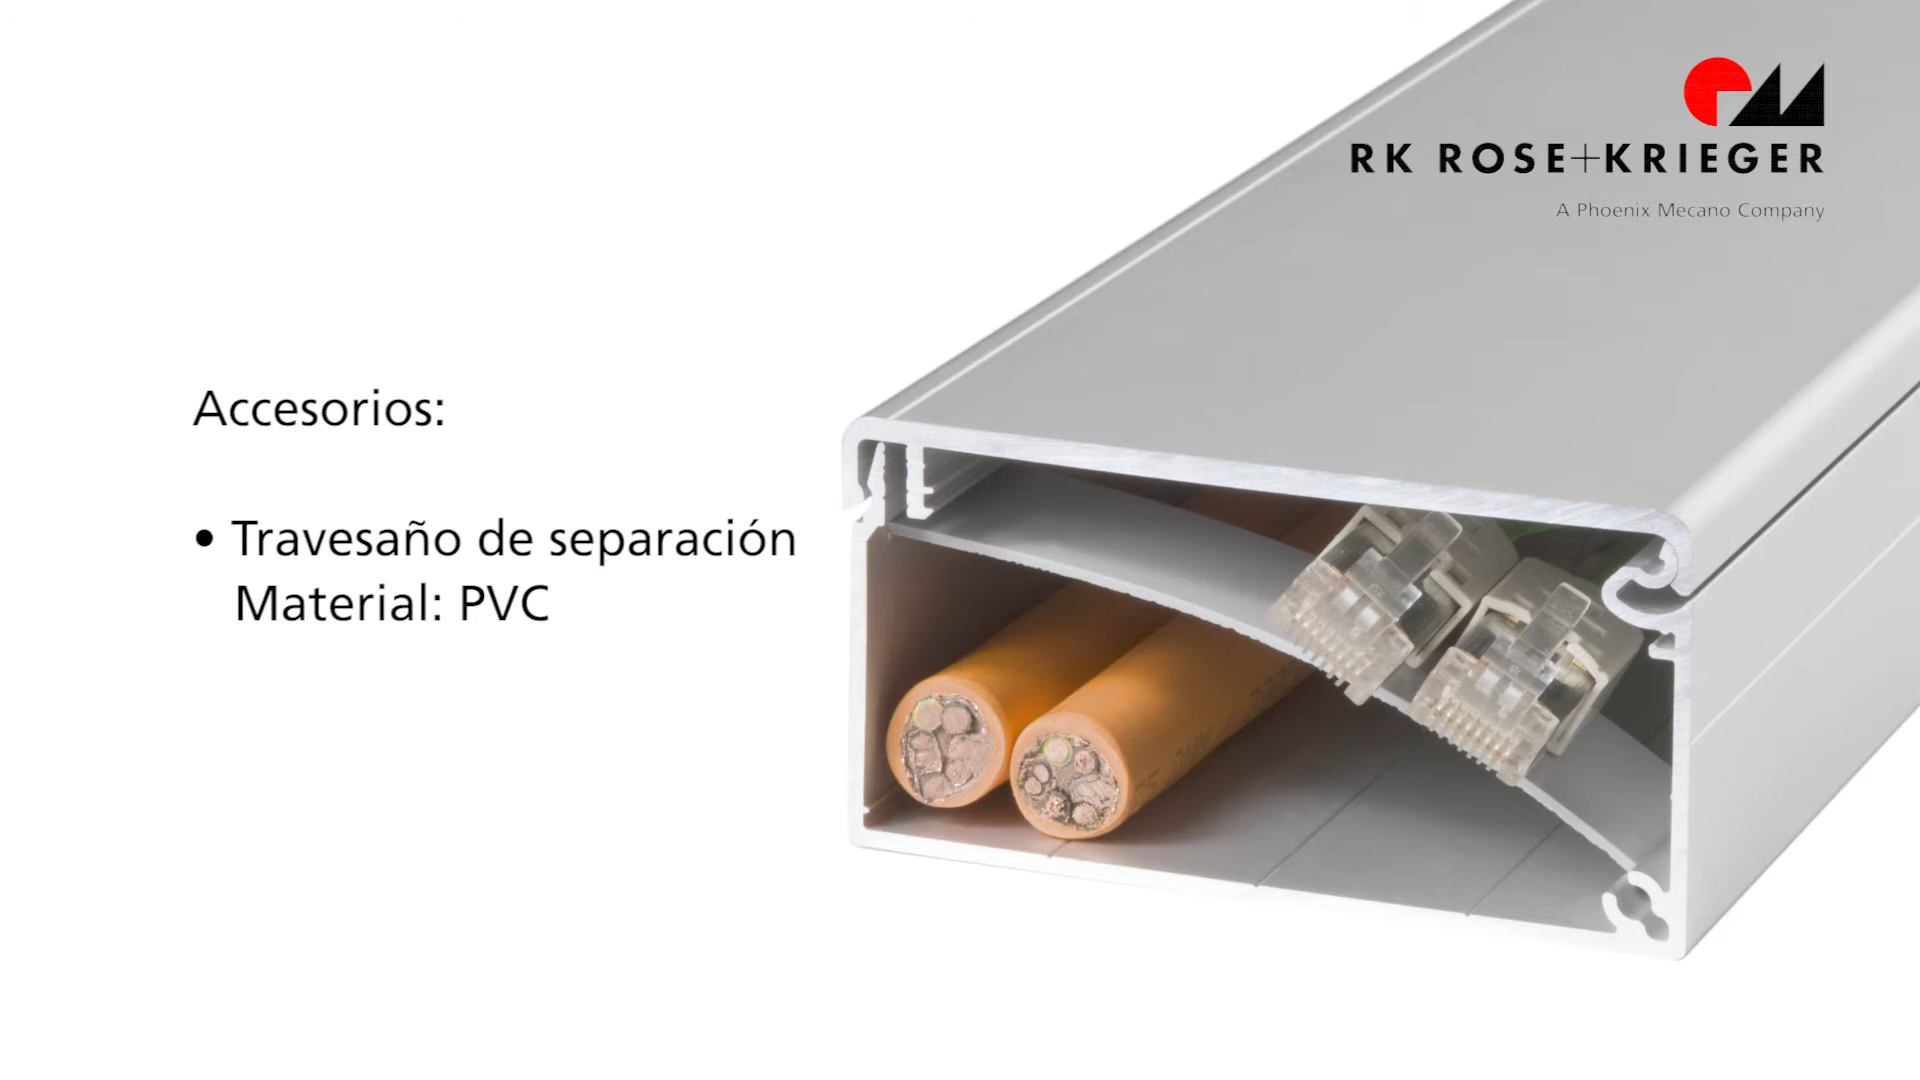 RK ROSE+KRIEGER
A Phoenix Mecano Company
Accesorios:
• Travesaño de separación
Material: PVC